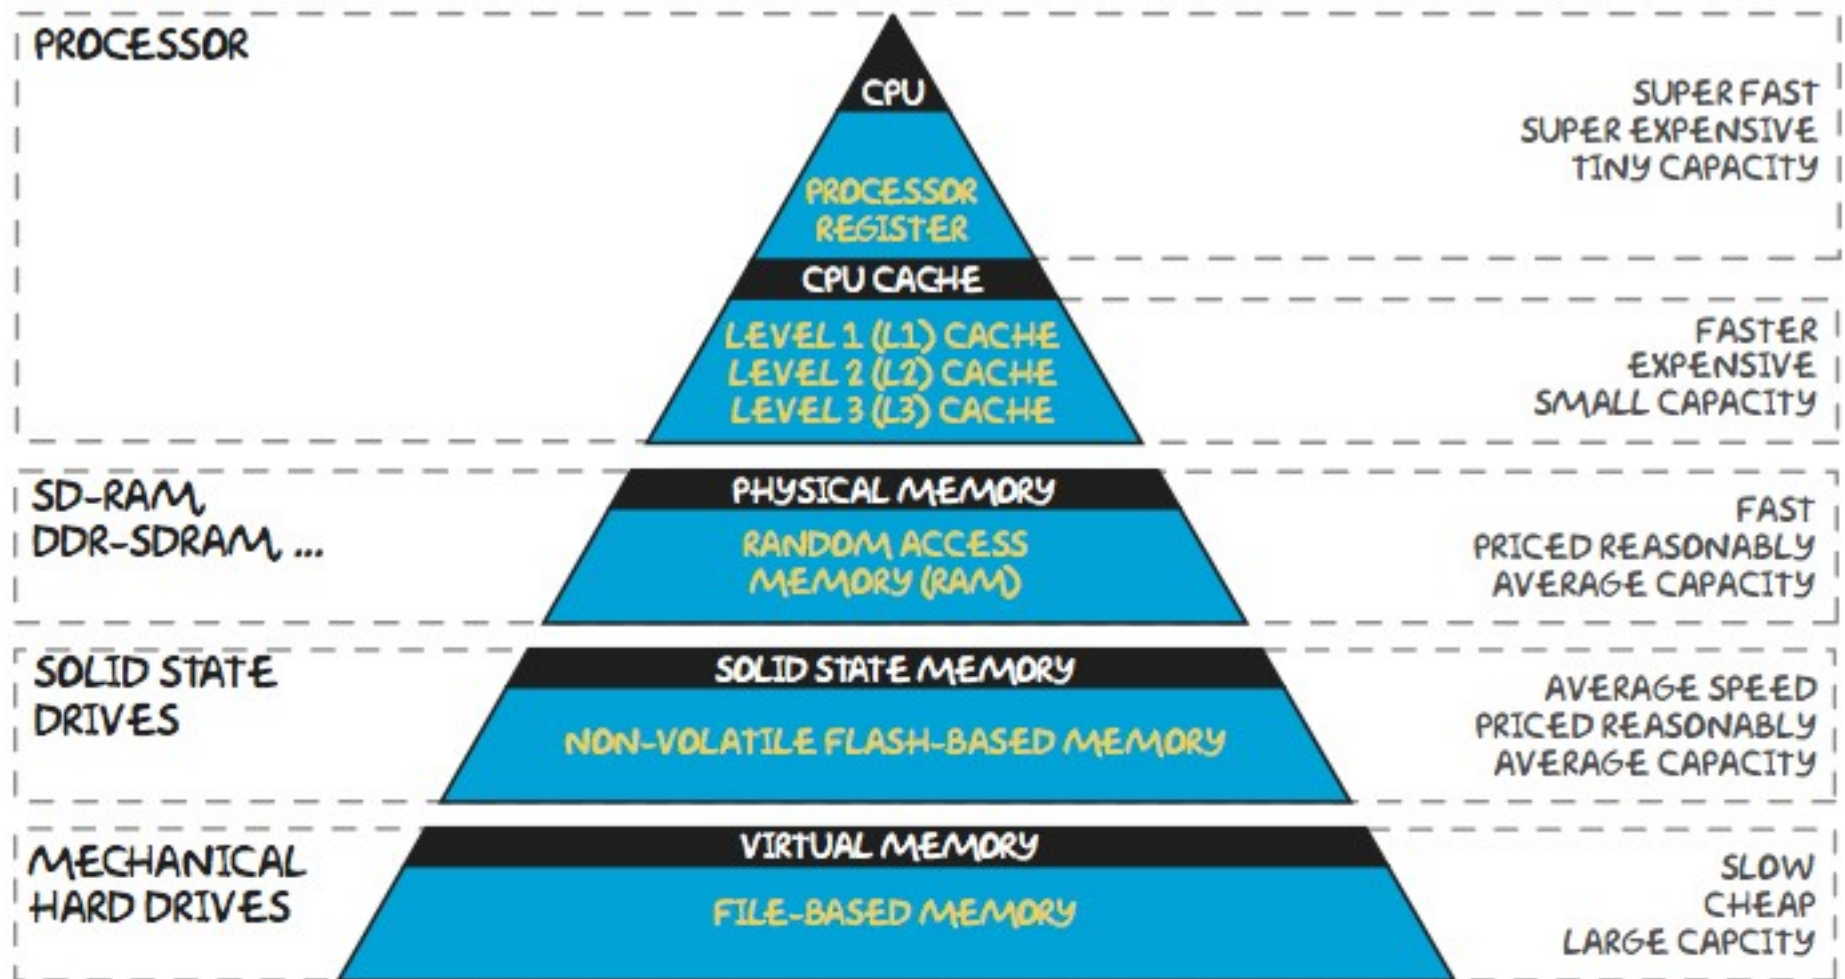 PROCESSOR
CPU
PROCESSOR
REGISTER
SUPER FAST
SUPER EXPENSIVE
TINY CAPACITY
CPU CACHE
LEVEL 1 (L1) CACHE
LEVEL 2 (L2) CACHE
LEVEL 3 (L3) CACHE
FASTER
EXPENSIVE
SMALL CAPACITY
SD-RAM,
DDR-SDRAM, ...
PHYSICAL MEMORY
RANDOM ACCESS
MEMORY (RAM)
FAST
PRICED REASONABLY
AVERAGE CAPACITY
SOLID STATE
DRIVES
SOLID STATE MEMORY
NON-VOLATILE FLASH-BASED MEMORY
AVERAGE SPEED
PRICED REASONABLY
AVERAGE CAPACITY
MECHANICAL
HARD DRIVES
VIRTUAL MEMORY
FILE-BASED MEMORY
SLOW
CHEAP
LARGE CAPCITY